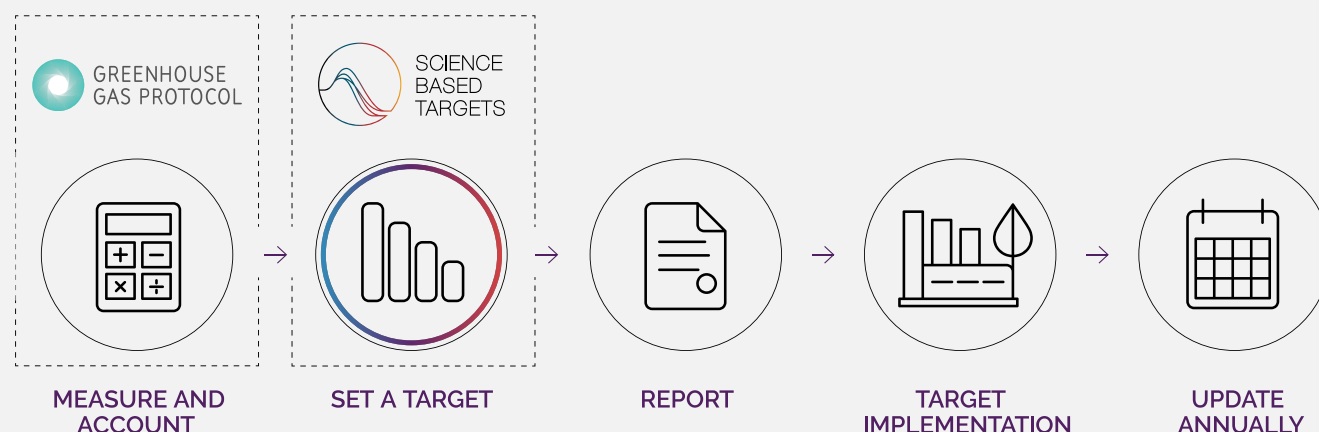 GREENHOUSE
GAS PROTOCOL
SCIENCE
BASED
TARGETS
MEASURE AND
ACCOUNT
SET A TARGET
REPORT
TARGET
IMPLEMENTATION
UPDATE
ANNUALLY